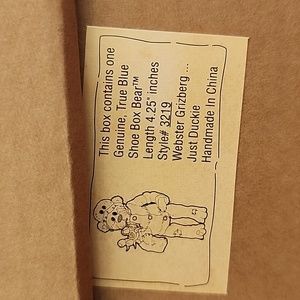 This box contains one
Genuine, True Blue
Shoe Box Bear™
Length 4.25" inches
Style# 3219
Webster Grizberg ...
Just Duckie
Handmade In China